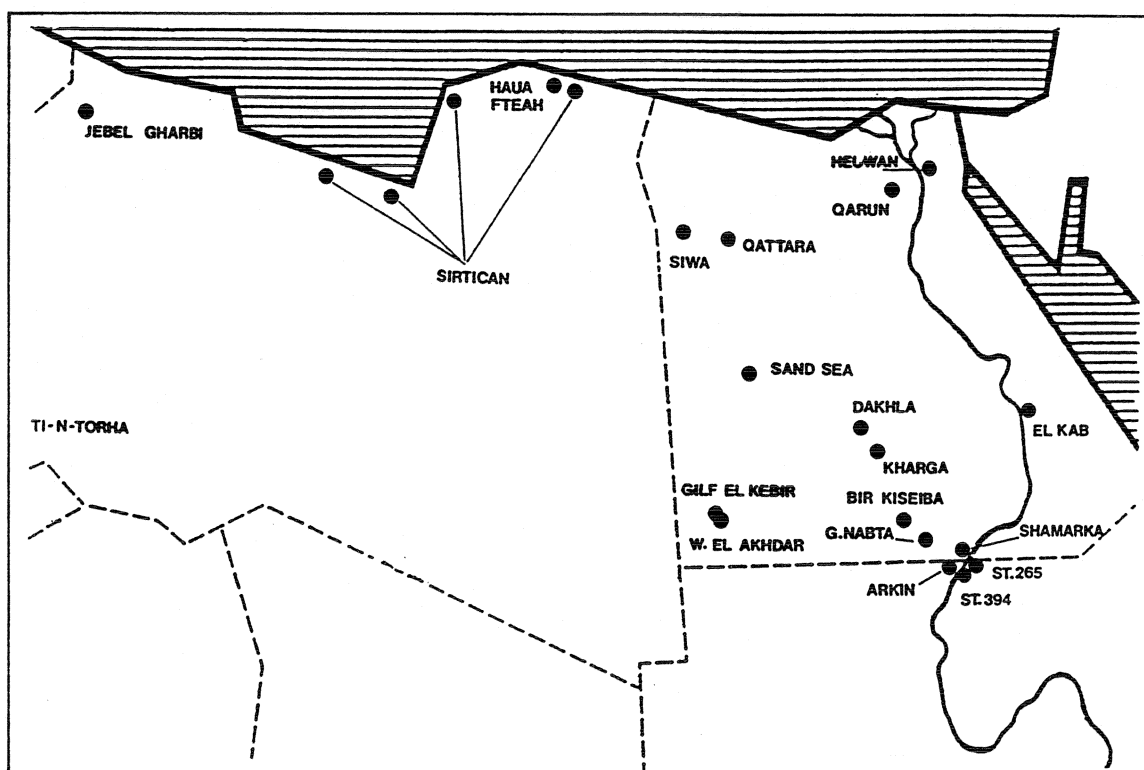 HAUA
FTEAH
JEBEL GHARBI
HELWAN
QARUN
SIWA
QATTARA
SIRTICAN
SAND SEA
DAKHLA
EL KAB
TI-N-TORHA
KHARGA
GILF EL KEBIR
BIR KISEIBA
W. EL AKHDAR
G.NABTA
SHAMARKA
ARKIN
ST.265
ST.394